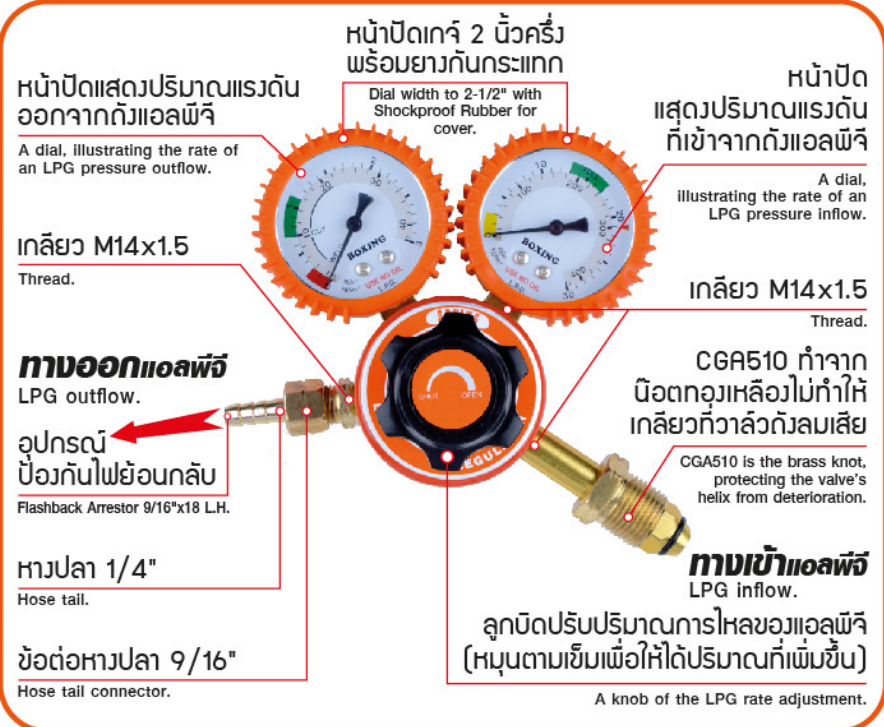 หน้าปัดเกจ์ 2 นิ้วครึ่ง
พร้อมยางกันกระแทก
Dial width to 2-1/2" with
Shockproof Rubber for
cover.
หน้าปัดแสดงปริมาณแรงดัน
ออกจากถังแอลพีจี
A dial, illustrating the rate of
an LPG pressure outflow.
หน้าปัด
แสดงปริมาณแรงดัน
ที่เข้าจากถังแอลพีจี
A dial,
illustrating the rate of an
LPG pressure inflow.
BOXING
USE NO OIL
L.P.G.
BOXING
USE NO OIL
L.P.G.
เกลียว M14x1.5
Thread.
เกลียว M14x1.5
Thread.
ทางออกแอลพีจี
LPG outflow.
อุปกรณ์
ป้องกันไฟย้อนกลับ
Flashback Arrestor 9/16"x18 L.H.
SHUT OPEN
CGA510 ทำจาก
น๊อตทองเหลืองไม่ทำให้
เกลียวที่วาล์วถังลมเสีย
CGA510 is the brass knot,
protecting the valve's
helix from deterioration.
หางปลา 1/4"
Hose tail.
ทางเข้าแอลพีจี
LPG inflow.
ข้อต่อหางปลา 9/16"
Hose tail connector.
ลูกบิดปรับปริมาณการไหลของแอลพีจี
(หมุนตามเข็มเพื่อให้ได้ปริมาณที่เพิ่มขึ้น)
A knob of the LPG rate adjustment.